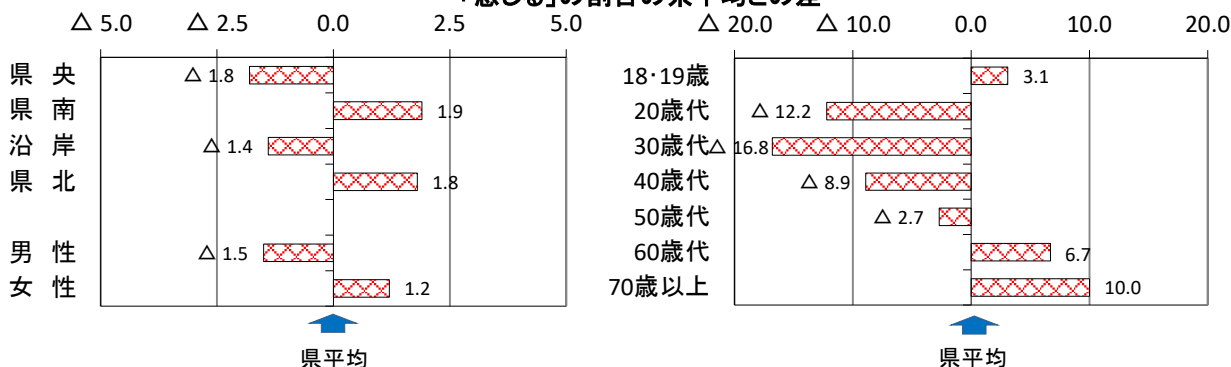 「感じる」の割合の県平均との差
△ 5.0 △ 2.5 0.0 2.5 5.0
県 央 △ 1.8
県 南 1.9
沿 岸 △ 1.4
県 北 1.8
男 性 △ 1.5
女 性 1.2
県平均
△ 20.0 △ 10.0 0.0 10.0 20.0
18・19歳 3.1
20歳代 △ 12.2
30歳代 △ 16.8
40歳代 △ 8.9
50歳代 △ 2.7
60歳代 6.7
70歳以上 10.0
県平均